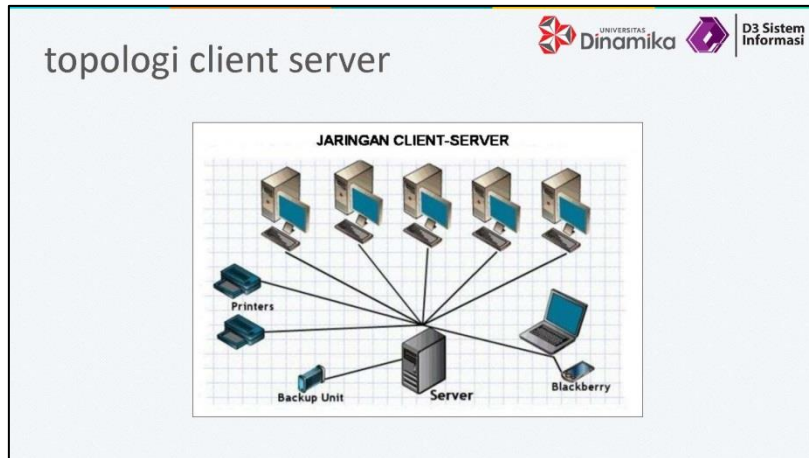 topologi client server
UNIVERSITAS
Dinamika
D3 Sistem
Informasi
JARINGAN CLIENT-SERVER
Printers
Backup Unit
Server
Blackberry